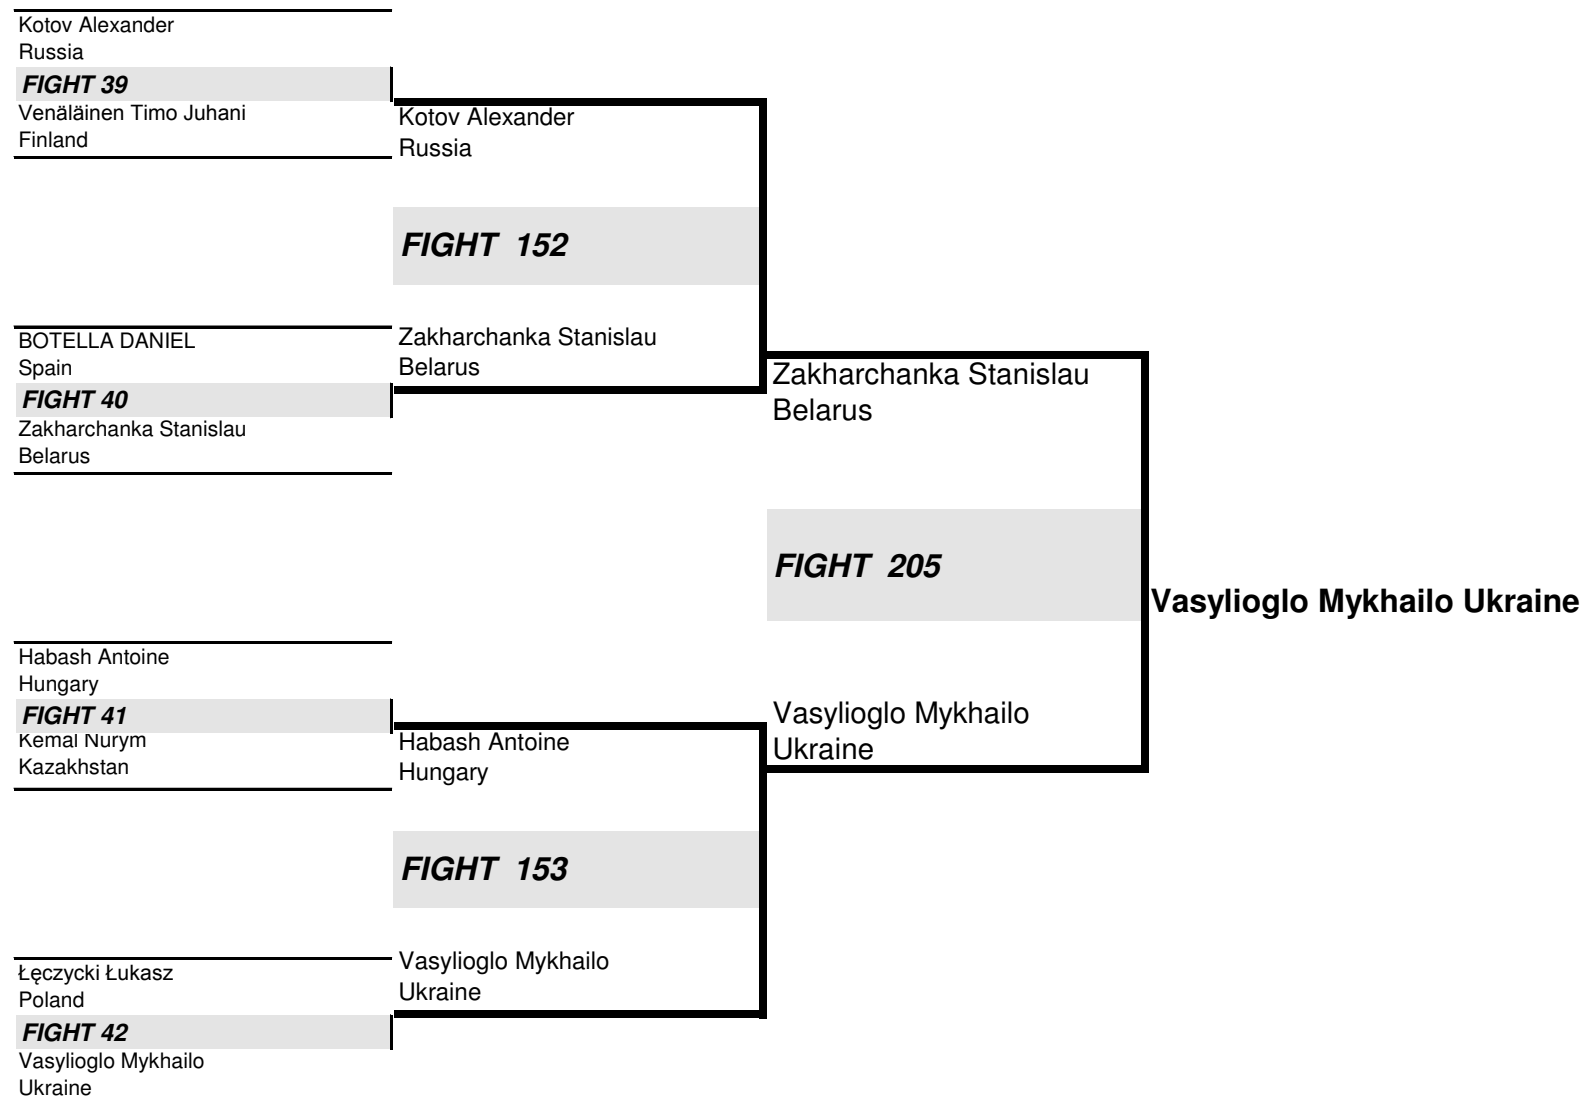 Kotov Alexander
Russia
FIGHT 39
Venäläinen Timo Juhani
Finland
Kotov Alexander
Russia
FIGHT 152
Zakharchanka Stanislau
Belarus
BOTELLA DANIEL
Spain
FIGHT 40
Zakharchanka Stanislau
Belarus
Zakharchanka Stanislau
Belarus
FIGHT 205
Vasylioglo Mykhailo Ukraine
Vasylioglo Mykhailo
Ukraine
Habash Antoine
Hungary
FIGHT 41
Kemal Nurym
Kazakhstan
Habash Antoine
Hungary
FIGHT 153
Vasylioglo Mykhailo
Ukraine
Łęczycki Łukasz
Poland
FIGHT 42
Vasylioglo Mykhailo
Ukraine